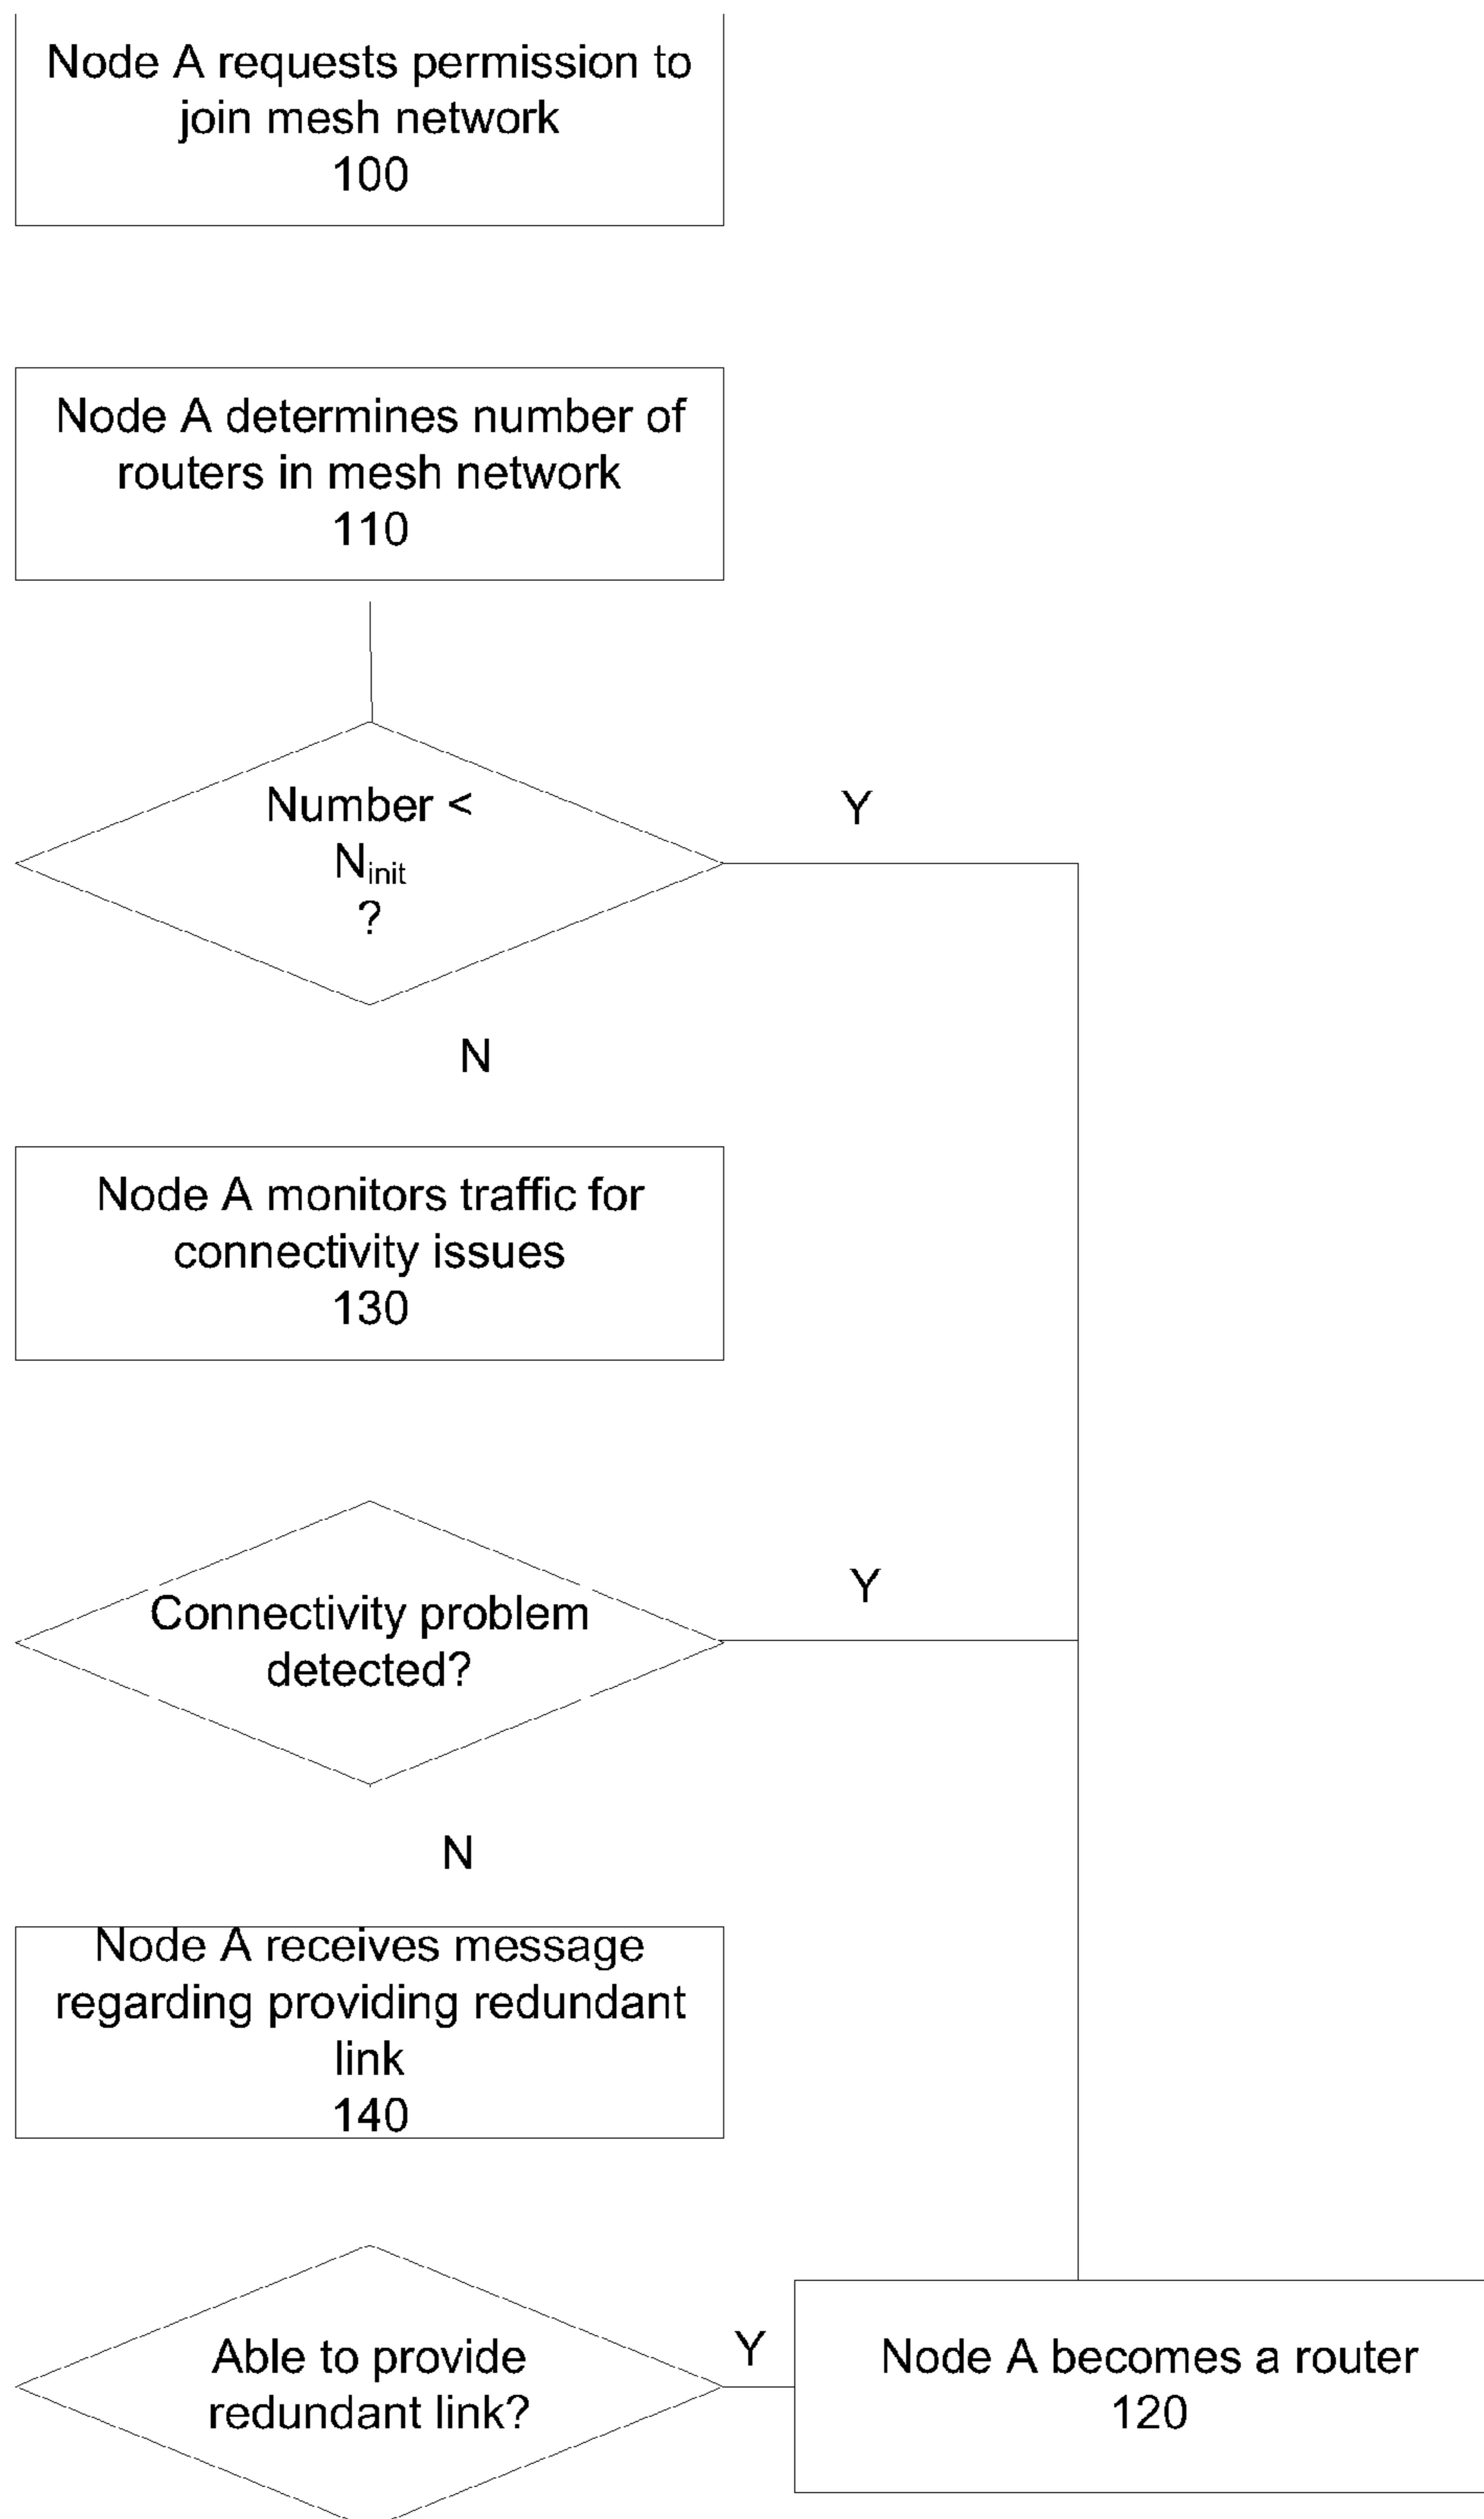 Node A requests permission to
join mesh network
100
Node A determines number of
routers in mesh network
110
Number <
N_init
?
Y
N
Node A monitors traffic for
connectivity issues
130
Connectivity problem
detected?
Y
N
Node A receives message
regarding providing redundant
link
140
Able to provide
redundant link?
Y
Node A becomes a router
120